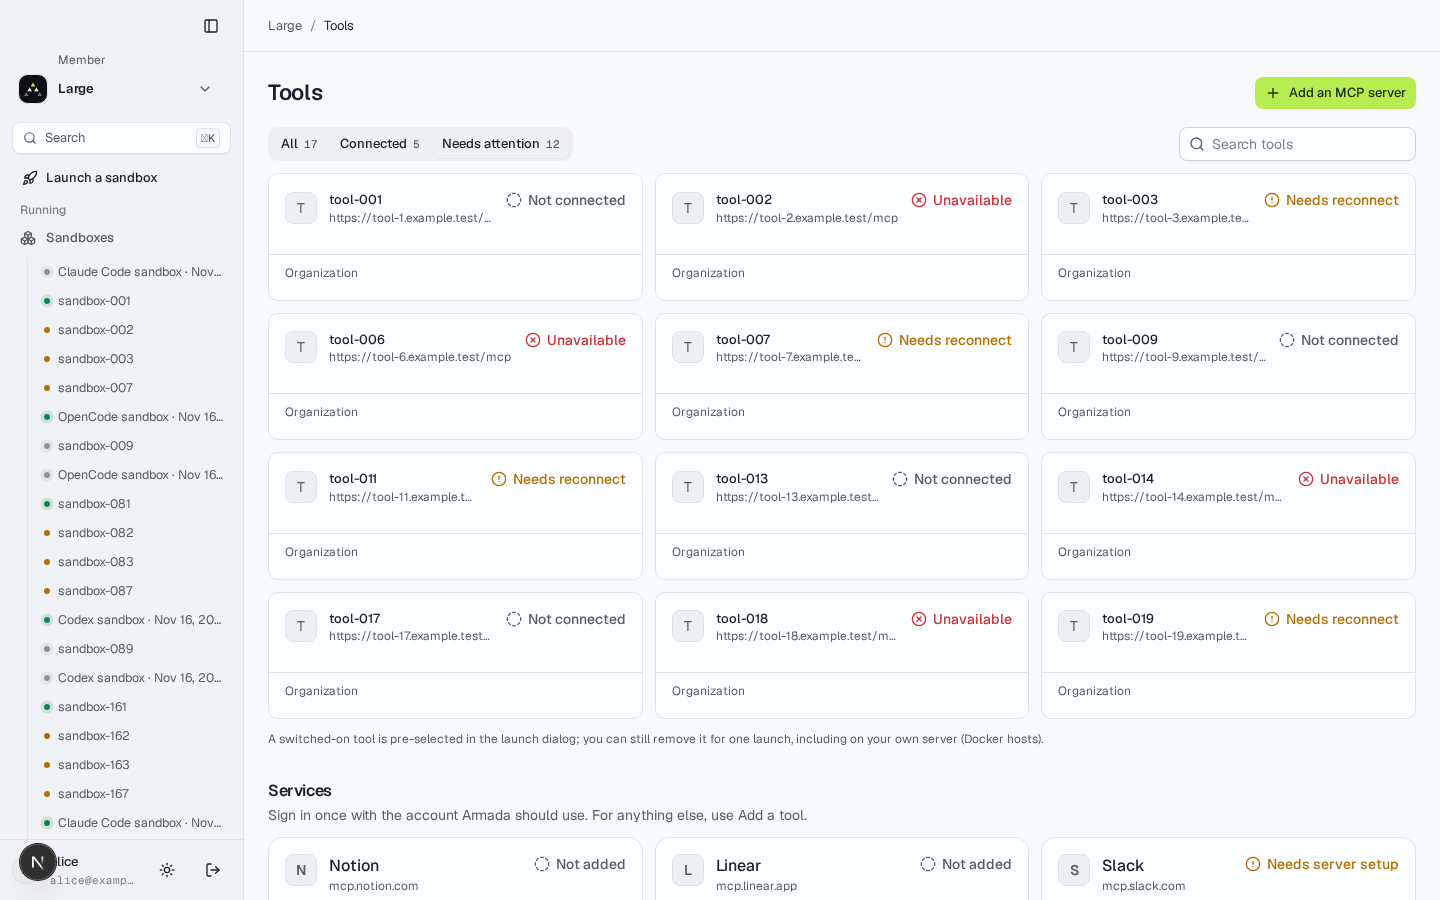 Member
Large
Search
K
Launch a sandbox
Running
Sandboxes
Claude Code sandbox · Nov…
sandbox-001
sandbox-002
sandbox-003
sandbox-007
OpenCode sandbox · Nov 16…
sandbox-009
OpenCode sandbox · Nov 16…
sandbox-081
sandbox-082
sandbox-083
sandbox-087
Codex sandbox · Nov 16, 20…
sandbox-089
Codex sandbox · Nov 16, 20…
sandbox-161
sandbox-162
sandbox-163
sandbox-167
Claude Code sandbox · Nov…
N
lice
alice@examp…
Large / Tools
Tools
Add an MCP server
All 17
Connected 5
Needs attention 12
Search tools
T
tool-001
https://tool-1.example.test/…
Not connected
Organization
T
tool-002
https://tool-2.example.test/mcp
Unavailable
Organization
T
tool-003
https://tool-3.example.te…
Needs reconnect
Organization
T
tool-006
https://tool-6.example.test/mcp
Unavailable
Organization
T
tool-007
https://tool-7.example.te…
Needs reconnect
Organization
T
tool-009
https://tool-9.example.test/…
Not connected
Organization
T
tool-011
https://tool-11.example.t…
Needs reconnect
Organization
T
tool-013
https://tool-13.example.test…
Not connected
Organization
T
tool-014
https://tool-14.example.test/m…
Unavailable
Organization
T
tool-017
https://tool-17.example.test…
Not connected
Organization
T
tool-018
https://tool-18.example.test/m…
Unavailable
Organization
T
tool-019
https://tool-19.example.t…
Needs reconnect
Organization
A switched-on tool is pre-selected in the launch dialog; you can still remove it for one launch, including on your own server (Docker hosts).
Services
Sign in once with the account Armada should use. For anything else, use Add a tool.
N
Notion
mcp.notion.com
Not added
L
Linear
mcp.linear.app
Not added
S
Slack
mcp.slack.com
Needs server setup